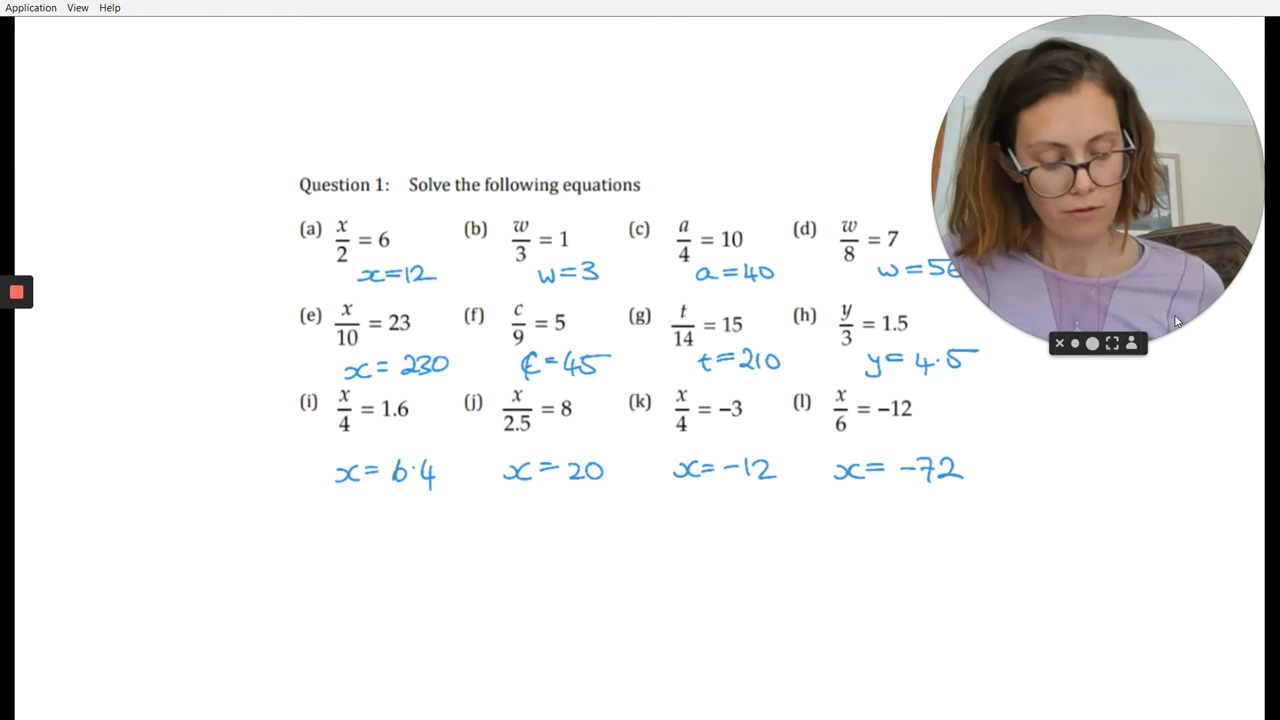 Application View Help
Question 1: Solve the following equations
(a) x/2 = 6 (b) w/3 = 1 (c) a/4 = 10 (d) w/8 = 7
x=12 w=3 a=40 w=56
(e) x/10 = 23 (f) c/9 = 5 (g) t/14 = 15 (h) y/3 = 1.5
x=230 c=45 t=210 y=4.5
(i) x/4 = 1.6 (j) x/2.5 = 8 (k) x/4 = −3 (l) x/6 = −12
x=6.4 x=20 x=-12 x=-72